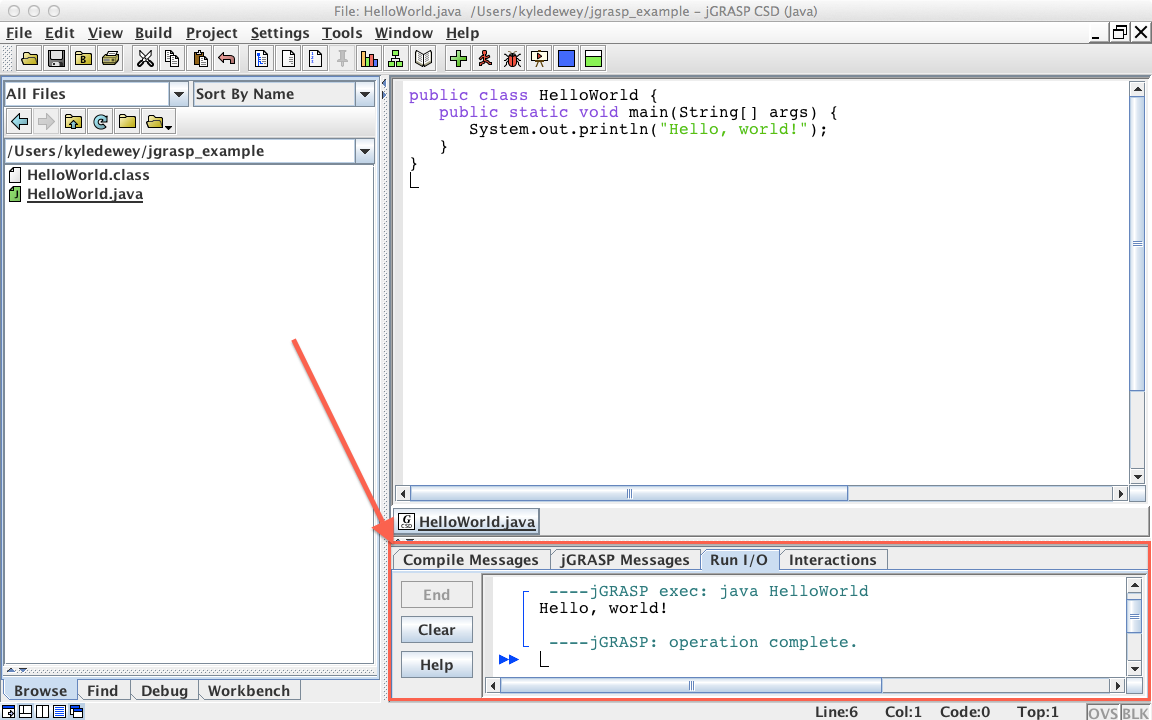 File: HelloWorld.java  /Users/kyledewey/jgrasp_example – jGRASP CSD (Java)
File Edit View Build Project Settings Tools Window Help
All Files
Sort By Name
/Users/kyledewey/jgrasp_example
HelloWorld.class
HelloWorld.java
Browse Find Debug Workbench
public class HelloWorld {
   public static void main(String[] args) {
      System.out.println("Hello, world!");
   }
}
HelloWorld.java
Compile Messages jGRASP Messages Run I/O Interactions
End
Clear
Help
 ----jGRASP exec: java HelloWorld
Hello, world!
 ----jGRASP: operation complete.
Line:6 Col:1 Code:0 Top:1 OVS BLK